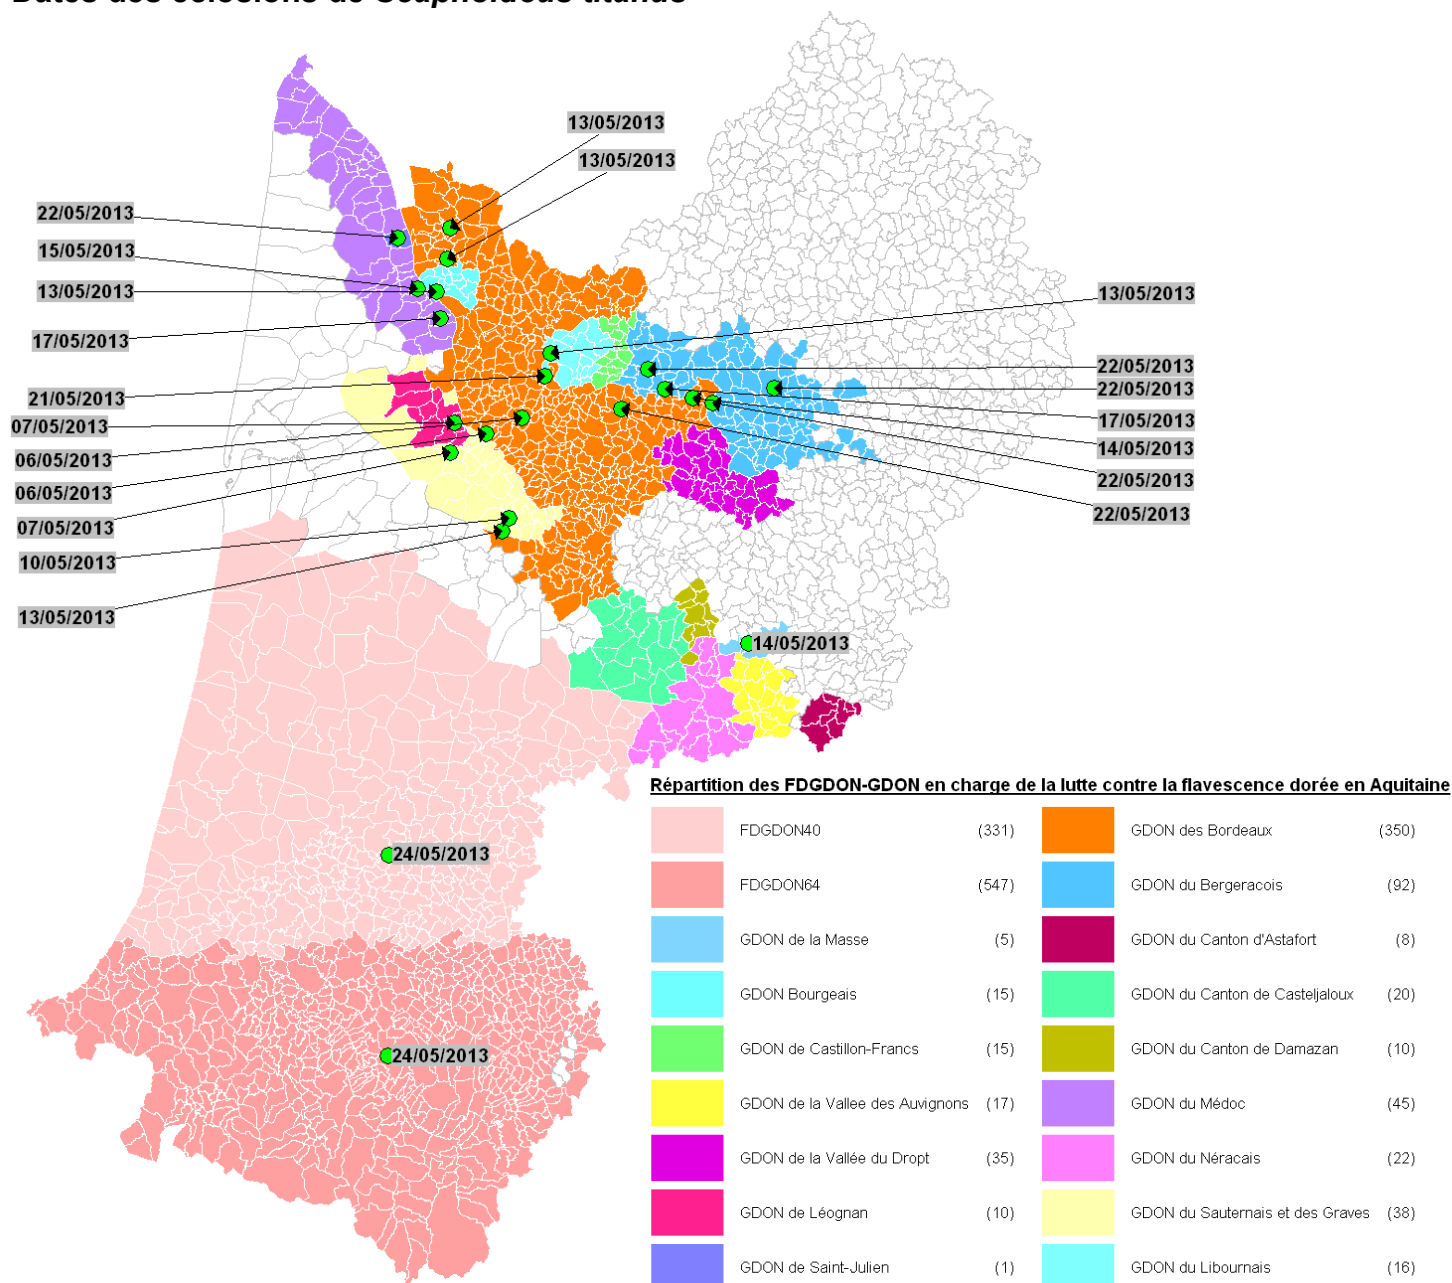 Dates des éclosions de Scaphoideus titanus
13/05/2013
13/05/2013
22/05/2013
15/05/2013
13/05/2013
17/05/2013
21/05/2013
07/05/2013
06/05/2013
06/05/2013
07/05/2013
10/05/2013
13/05/2013
13/05/2013
22/05/2013
22/05/2013
17/05/2013
14/05/2013
22/05/2013
22/05/2013
14/05/2013
24/05/2013
24/05/2013
Répartition des FDGDON-GDON en charge de la lutte contre la flavescence dorée en Aquitaine
FDGDON40 (331)
FDGDON64 (547)
GDON de la Masse (5)
GDON Bourgeais (15)
GDON de Castillon-Francs (15)
GDON de la Vallee des Auvignons (17)
GDON de la Vallée du Dropt (35)
GDON de Léognan (10)
GDON de Saint-Julien (1)
GDON des Bordeaux (350)
GDON du Bergeracois (92)
GDON du Canton d'Astafort (8)
GDON du Canton de Casteljaloux (20)
GDON du Canton de Damazan (10)
GDON du Médoc (45)
GDON du Néracais (22)
GDON du Sauternais et des Graves (38)
GDON du Libournais (16)